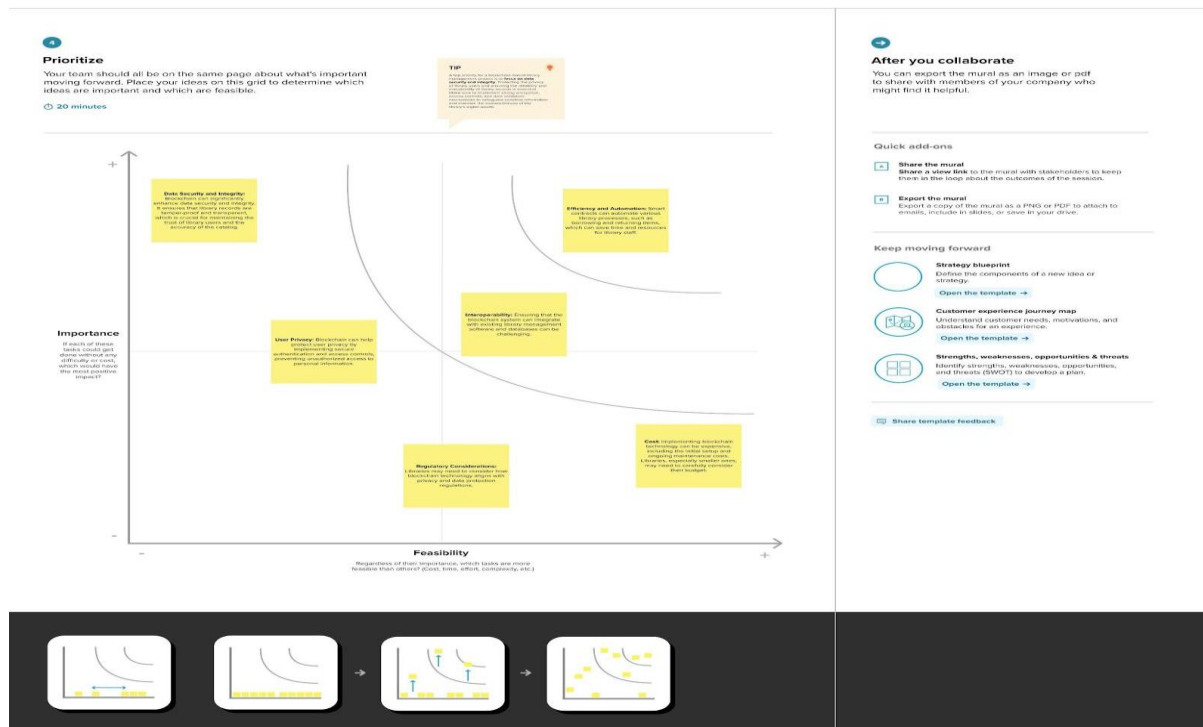 4
Prioritize
Your team should all be on the same page about what's important
moving forward. Place your ideas on this grid to determine which
ideas are important and which are feasible.
20 minutes
TIP
security and integrity.
+
Data Security and Integrity:
Blockchain can significantly
enhance data security and integrity.
It ensures that library records are
tamper-proof and transparent,
which is crucial for maintaining the
trust of library users and the
accuracy of the catalog.
Efficiency and Automation: Smart
contracts can automate various
library processes, such as
borrowing and returning items,
which can save time and resources
for library staff.
Interoperability: Ensuring that the
blockchain system can integrate
with existing library management
software and databases can be
challenging.
User Privacy: Blockchain can help
protect user privacy by
implementing secure
authentication and access controls,
preventing unauthorized access to
personal information.
Importance
If each of these
tasks could get
done without any
difficulty or cost,
which would have
the most positive
impact?
Cost: Implementing blockchain
technology can be expensive,
including the initial setup and
ongoing maintenance costs.
Libraries, especially smaller ones,
may need to carefully consider
their budget.
Regulatory Considerations:
Libraries may need to consider how
blockchain technology aligns with
privacy and data protection
regulations.
-
-
Feasibility
+
Regardless of their importance, which tasks are more
feasible than others? (Cost, time, effort, complexity, etc.)
After you collaborate
You can export the mural as an image or pdf
to share with members of your company who
might find it helpful.
Quick add-ons
A
Share the mural
Share a view link to the mural with stakeholders to keep
them in the loop about the outcomes of the session.
B
Export the mural
Export a copy of the mural as a PNG or PDF to attach to
emails, include in slides, or save in your drive.
Keep moving forward
Strategy blueprint
Define the components of a new idea or
strategy.
Open the template →
Customer experience journey map
Understand customer needs, motivations, and
obstacles for an experience.
Open the template →
Strengths, weaknesses, opportunities & threats
Identify strengths, weaknesses, opportunities,
and threats (SWOT) to develop a plan.
Open the template →
Share template feedback